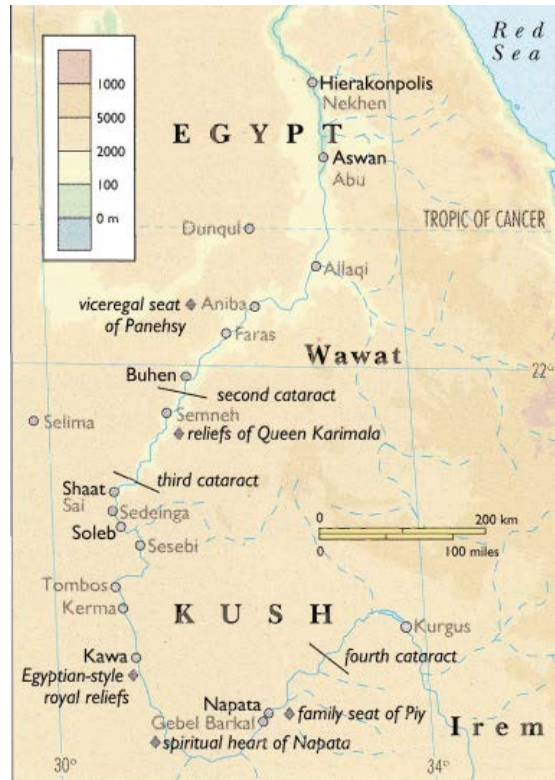 Red
Sea
1000
5000
2000
100
0 m
Hierakonpolis
Nekhen
EGYPT
Aswan
Abu
Dunqul
TROPIC OF CANCER
Allaqi
viceregal seat
of Panehsy
Aniba
Faras
Wawat
22°
Buhen
second cataract
Semneh
Selima
reliefs of Queen Karimala
third cataract
Shaat
Sai
Sedeinga
Soleb
Sesebi
0 200 km
0 100 miles
Tombos
Kerma
KUSH
Kurgus
Kawa
fourth cataract
Egyptian-style
royal reliefs
Napata
Gebel Barkal
family seat of Piy
Irem
spiritual heart of Napata
30°
34°